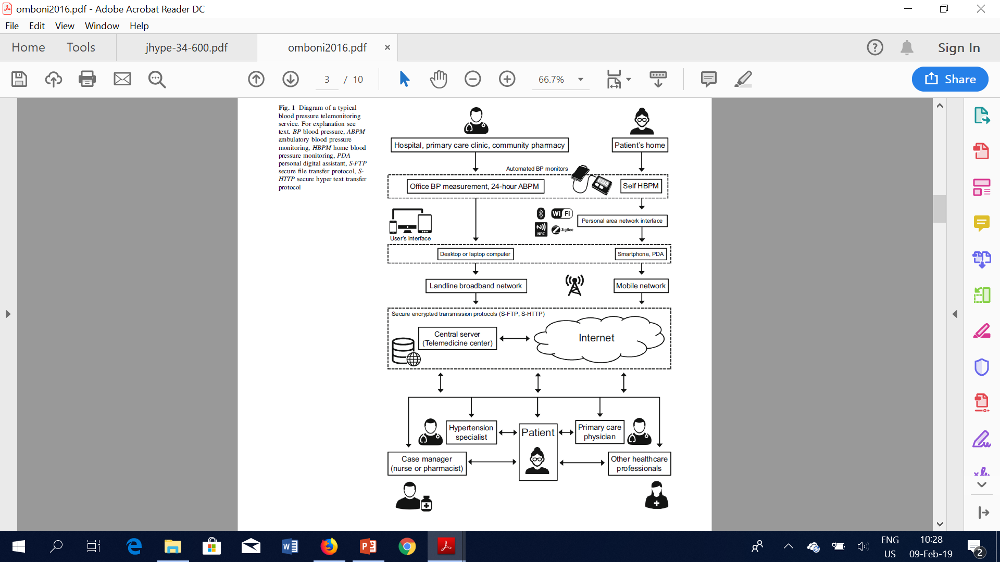 omboni2016.pdf - Adobe Acrobat Reader DC
File Edit View Window Help
Home Tools jhype-34-600.pdf omboni2016.pdf × Sign In
3 / 10 66.7% Share
Fig. 1 Diagram of a typical
blood pressure telemonitoring
service. For explanation see
text. BP blood pressure, ABPM
ambulatory blood pressure
monitoring, HBPM home blood
pressure monitoring, PDA
personal digital assistant, S-FTP
secure file transfer protocol, S-
HTTP secure hyper text transfer
protocol
Hospital, primary care clinic, community pharmacy
Patient's home
Automated BP monitors
Office BP measurement, 24-hour ABPM
Self HBPM
User's interface
Wi Fi
NFC
ZigBee
Personal area network interface
Desktop or laptop computer
Smartphone, PDA
Landline broadband network
Mobile network
Secure encrypted transmission protocols (S-FTP, S-HTTP)
Central server
(Telemedicine center)
Internet
Hypertension
specialist
Patient
Primary care
physician
Case manager
(nurse or pharmacist)
Other healthcare
professionals
ENG
US
10:28
09-Feb-19
2